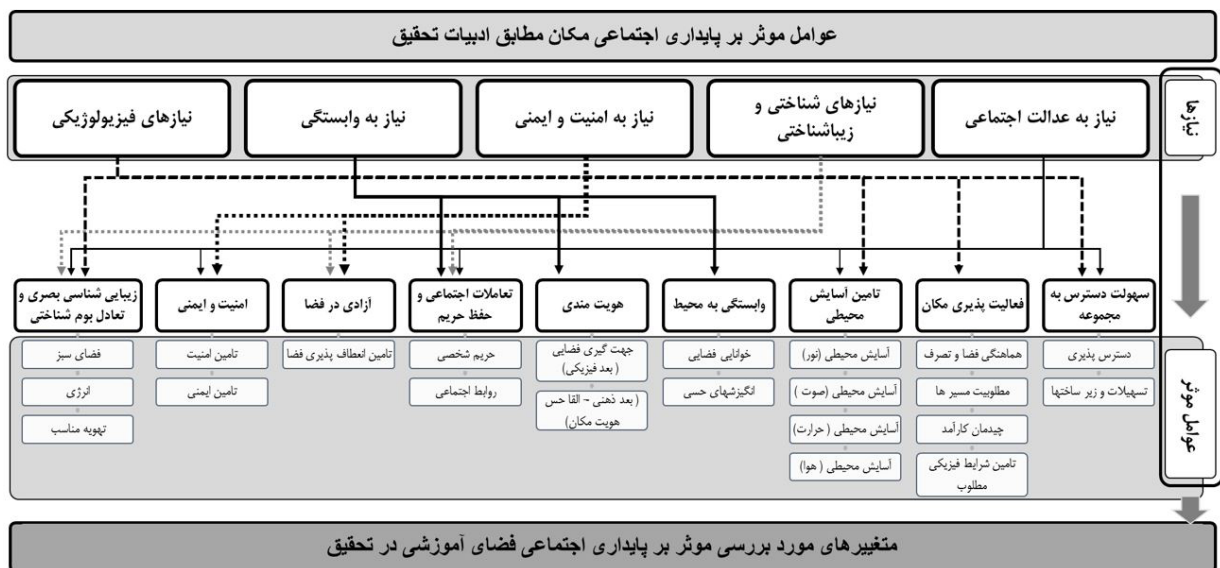 عوامل موثر بر پایداری اجتماعی مکان مطابق ادبیات تحقیق
نیازها
نیاز به عدالت اجتماعی
نیازهای شناختی و
زیباشناختی
نیاز به امنیت و ایمنی
نیاز به وابستگی
نیازهای فیزیولوژیکی
سهولت دسترس به
مجموعه
فعالیت پذیری مکان
تامین آسایش
محیطی
وابستگی به محیط
هویت مندی
تعاملات اجتماعی و
حفظ حریم
آزادی در فضا
امنیت و ایمنی
زیبایی شناسی بصری و
تعادل بوم شناختی
عوامل موثر
دسترس پذیری
تسهیلات و زیر ساختها
هماهنگی فضا و تصرف
مطلوبیت مسیر ها
چیدمان کارآمد
تامین شرایط فیزیکی
مطلوب
آسایش محیطی (نور)
آسایش محیطی (صوت )
آسایش محیطی ( حرارت)
آسایش محیطی ( هوا)
خوانایی فضایی
انگیزشهای حسی
جهت گیری فضایی
( بعد فیزیکی)
( بعد ذهنی – القا حس
هویت مکان)
حریم شخصی
روابط اجتماعی
تامین انعطاف پذیری فضا
تامین امنیت
تامین ایمنی
فضای سبز
انرژی
تهویه مناسب
متغییرهای مورد بررسی موثر بر پایداری اجتماعی فضای آموزشی در تحقیق